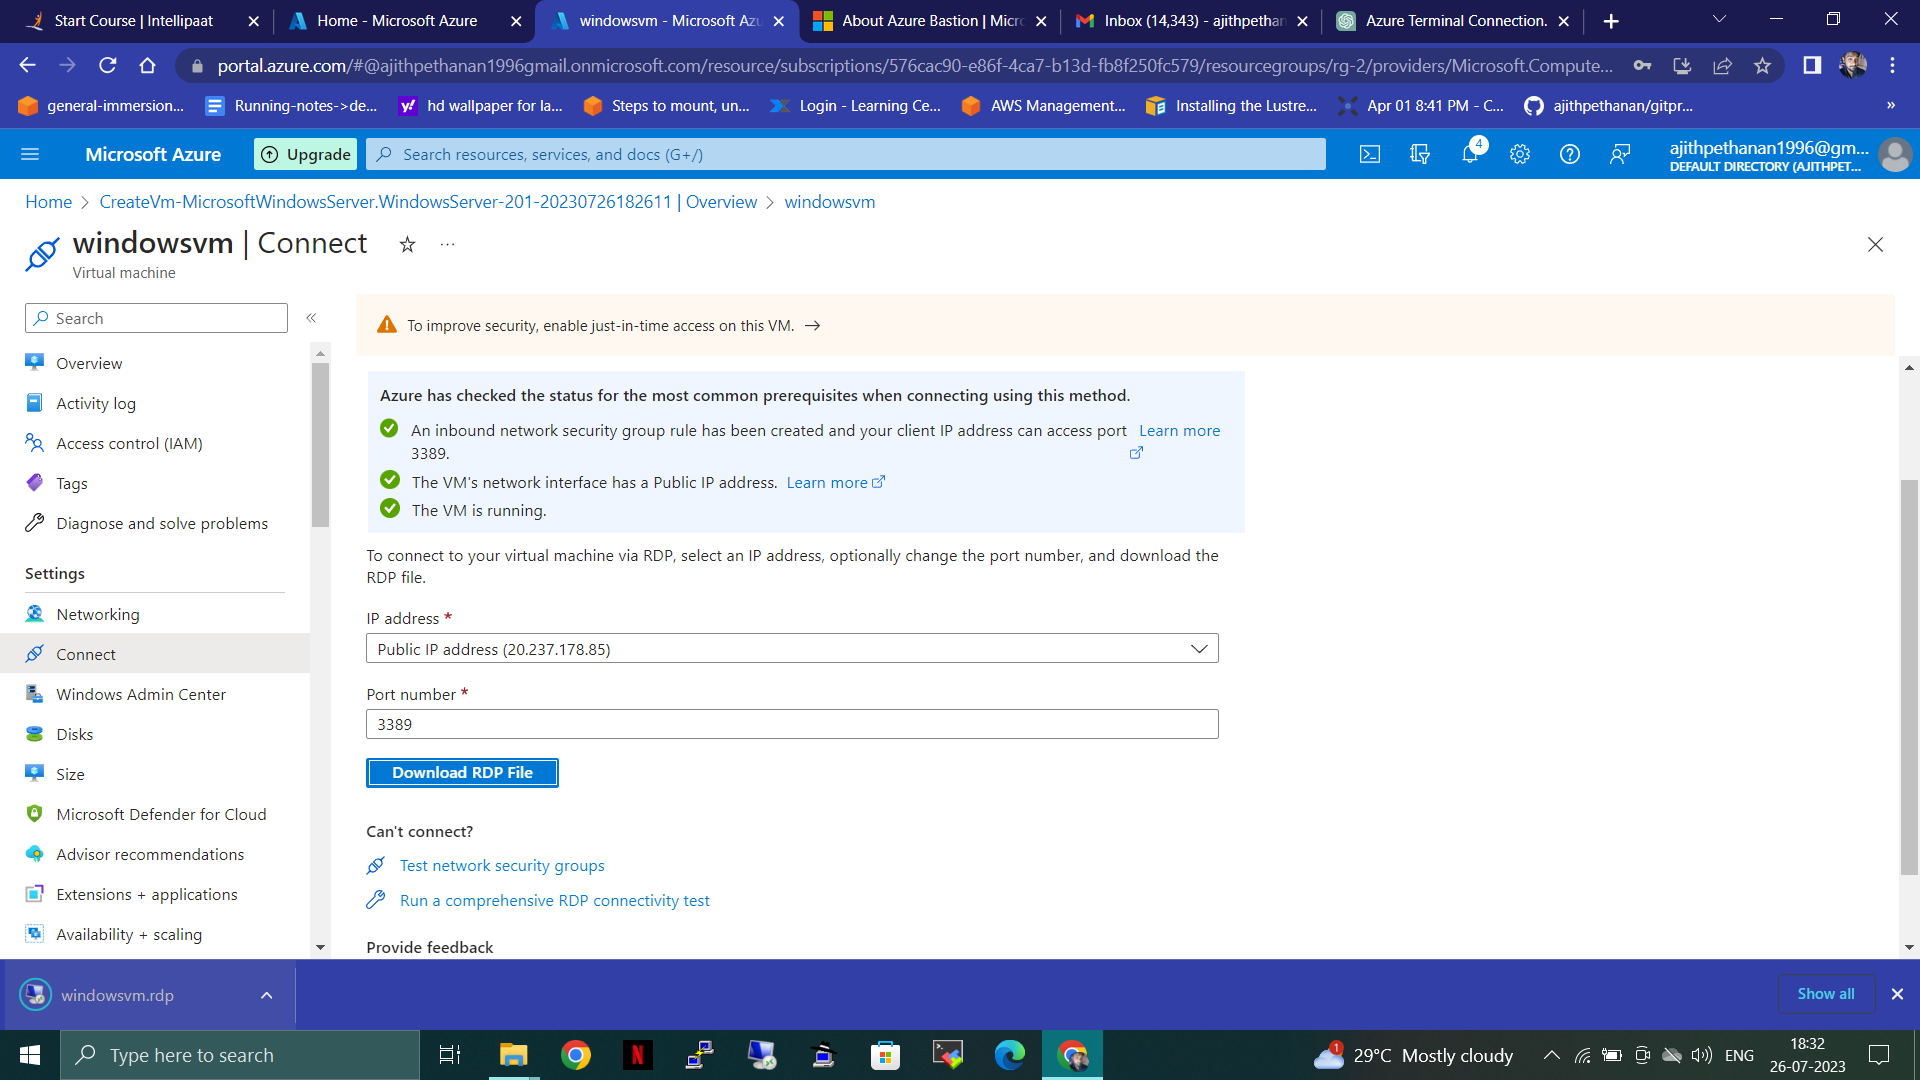 Start Course | Intellipaat
Home - Microsoft Azure
windowsvm - Microsoft Azu
About Azure Bastion | Micro
Inbox (14,343) - ajithpethan
Azure Terminal Connection.
portal.azure.com/#@ajithpethanan1996gmail.onmicrosoft.com/resource/subscriptions/576cac90-e86f-4ca7-b13d-fb8f250fc579/resourcegroups/rg-2/providers/Microsoft.Compute...
general-immersion...
Running-notes->de...
hd wallpaper for la...
Steps to mount, un...
Login - Learning Ce...
AWS Management...
Installing the Lustre...
Apr 01 8:41 PM - C...
ajithpethanan/gitpr...
»
Microsoft Azure
Upgrade
Search resources, services, and docs (G+/)
4
ajithpethanan1996@gm...
DEFAULT DIRECTORY (AJITHPET...
Home > CreateVm-MicrosoftWindowsServer.WindowsServer-201-20230726182611 | Overview > windowsvm
windowsvm | Connect
Virtual machine
Search
«
Overview
Activity log
Access control (IAM)
Tags
Diagnose and solve problems
Settings
Networking
Connect
Windows Admin Center
Disks
Size
Microsoft Defender for Cloud
Advisor recommendations
Extensions + applications
Availability + scaling
To improve security, enable just-in-time access on this VM. →
Azure has checked the status for the most common prerequisites when connecting using this method.
An inbound network security group rule has been created and your client IP address can access port Learn more
3389.
The VM's network interface has a Public IP address. Learn more
The VM is running.
To connect to your virtual machine via RDP, select an IP address, optionally change the port number, and download the
RDP file.
IP address *
Public IP address (20.237.178.85)
Port number *
3389
Download RDP File
Can't connect?
Test network security groups
Run a comprehensive RDP connectivity test
Provide feedback
windowsvm.rdp
Show all
Type here to search
N
1
29°C Mostly cloudy
ENG
18:32
26-07-2023